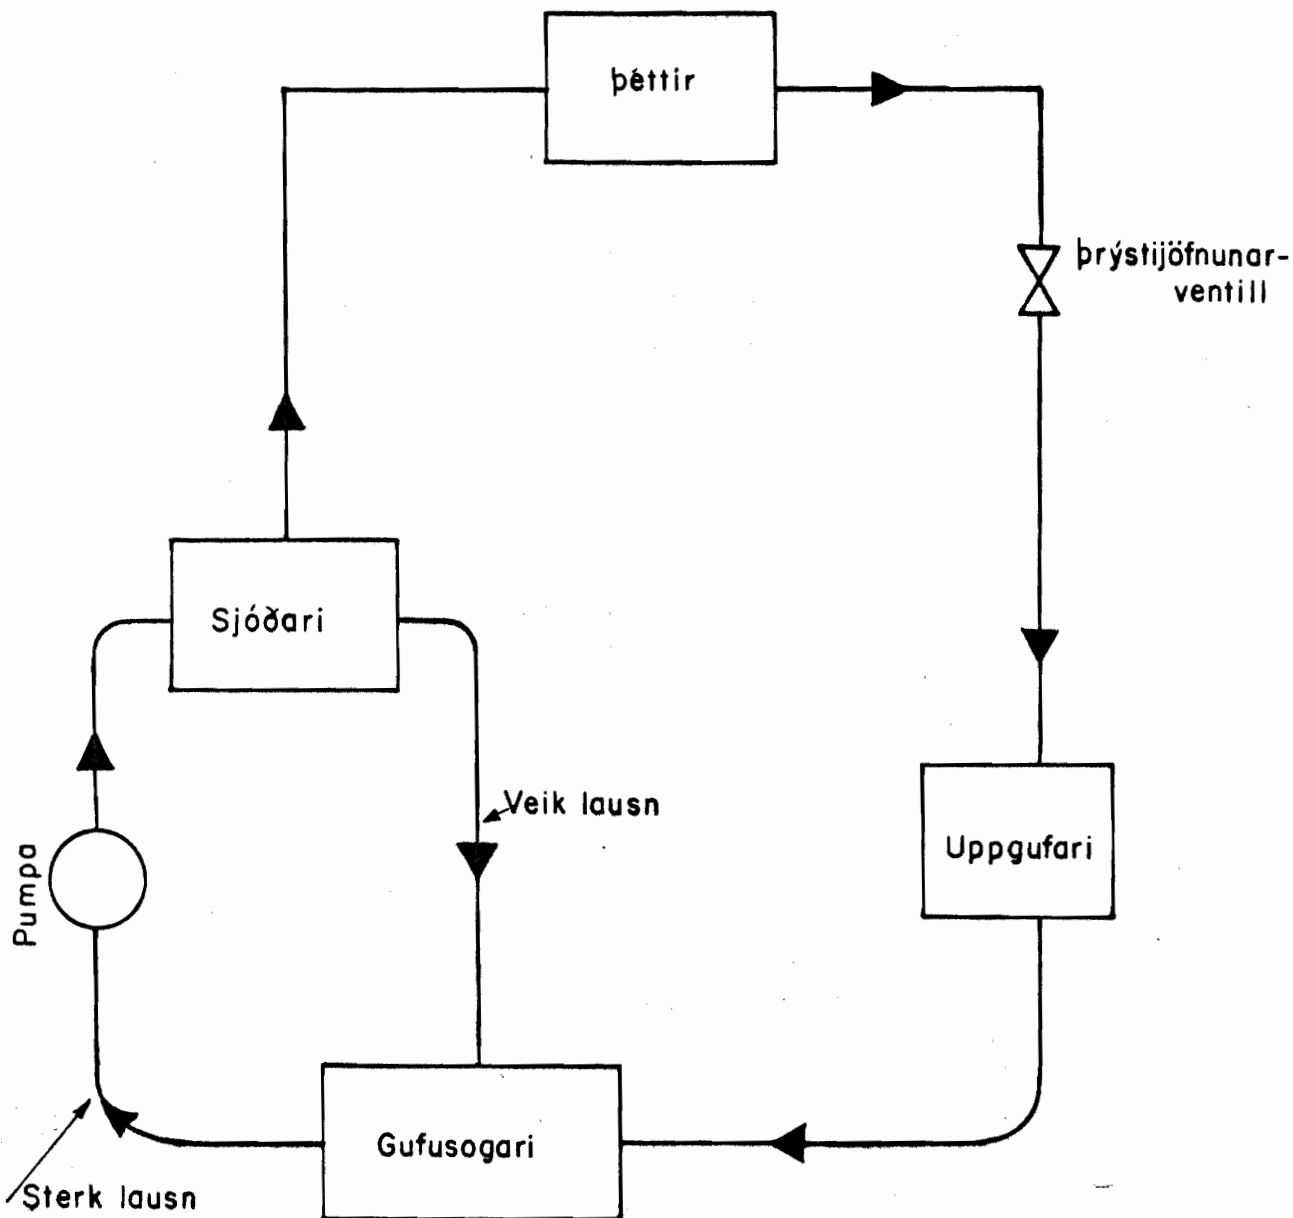 þéttir
þrýstijöfnunar-
ventill
Sjóðari
Veik lausn
Uppgufari
Pumpa
Gufusogari
Sterk lausn